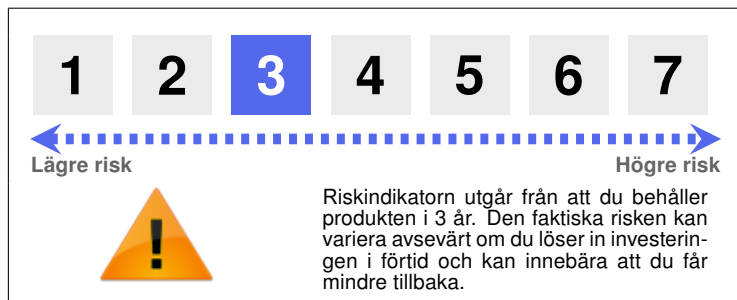 1 2 3 4 5 6 7
Lägre risk Högre risk
Riskindikatorn utgår från att du behåller
produkten i 3 år. Den faktiska risken kan
variera avsevärt om du löser in investerin-
gen i förtid och kan innebära att du får
mindre tillbaka.